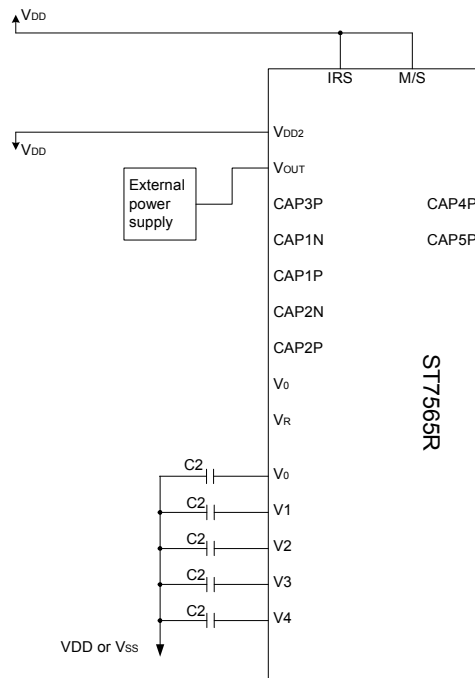 VDD
IRS M/S
VDD2
VDD
VOUT
External
power
supply
CAP3P CAP4P
CAP1N CAP5P
CAP1P
CAP2N
CAP2P
V0
VR
ST7565R
C2 V0
C2 V1
C2 V2
C2 V3
C2 V4
VDD or VSS